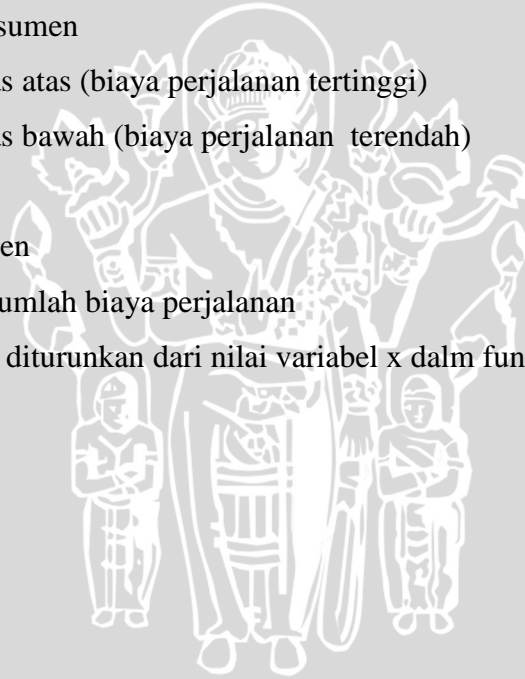 sumen
s atas (biaya perjalanan tertinggi)
s bawah (biaya perjalanan terendah)
en
umlah biaya perjalanan
diturunkan dari nilai variabel x dalm fun